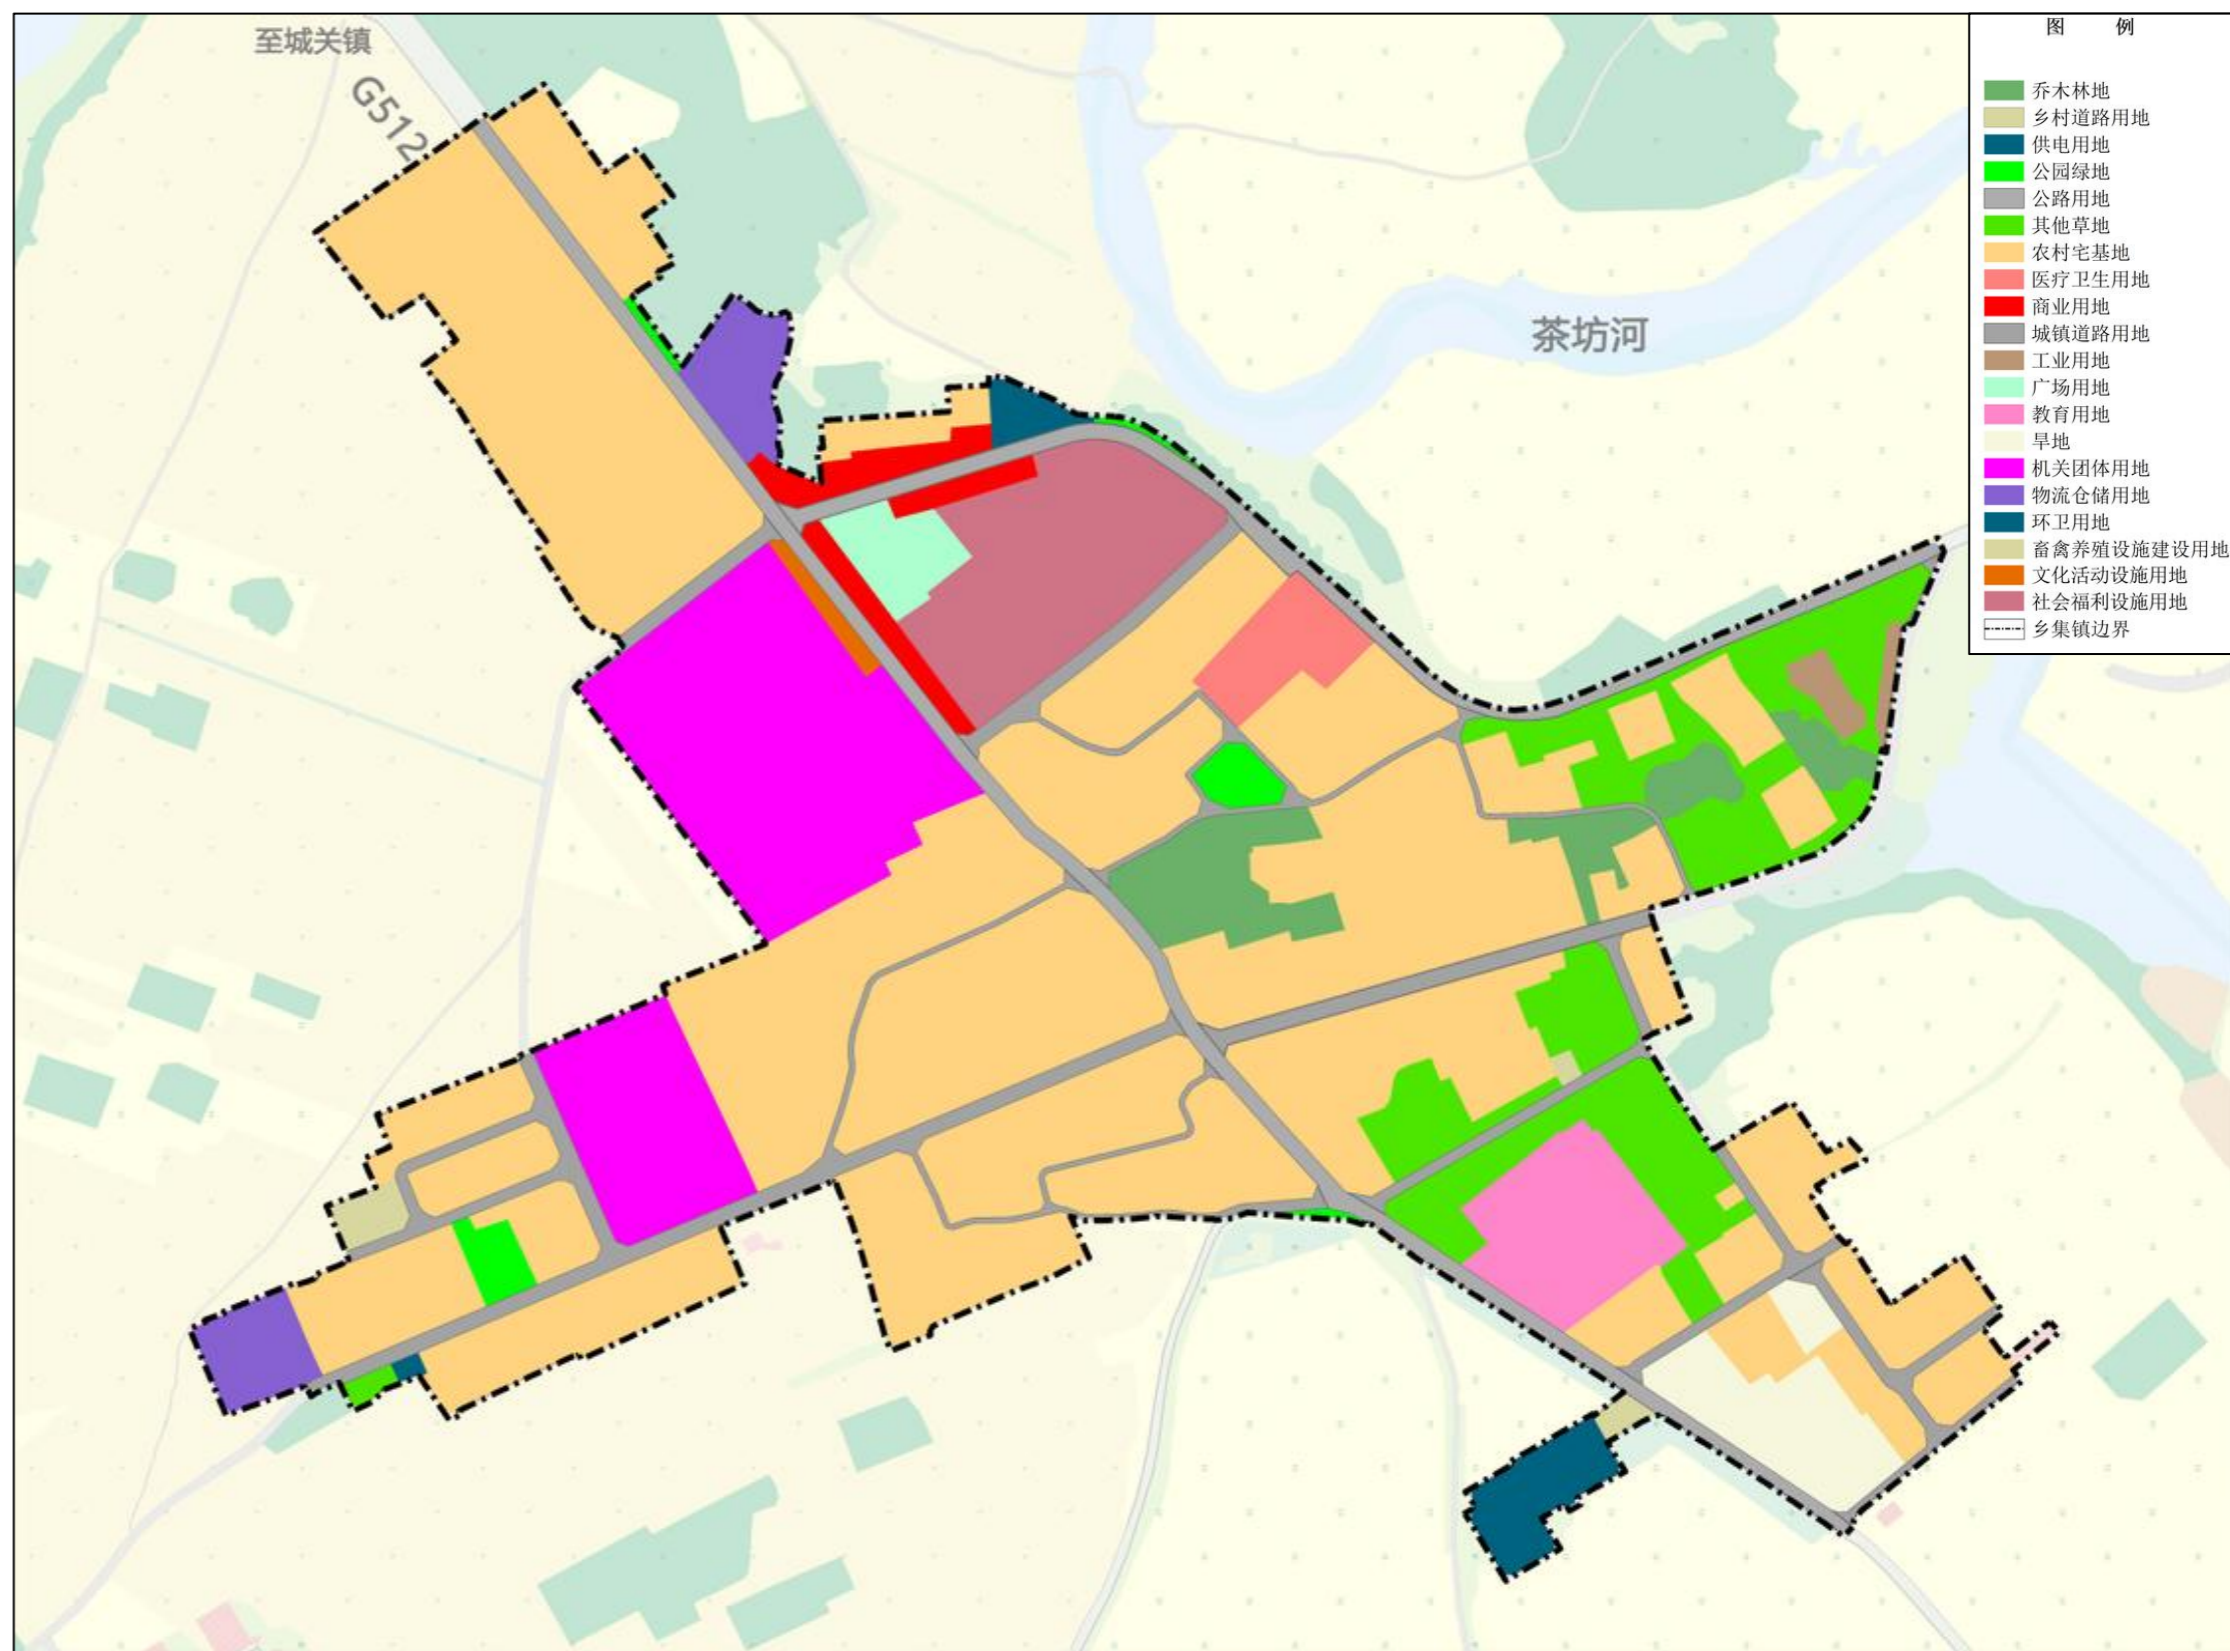 至城关镇
G512
茶坊河
图 例
乔木林地
乡村道路用地
供电用地
公园绿地
公路用地
其他草地
农村宅基地
医疗卫生用地
商业用地
城镇道路用地
工业用地
广场用地
教育用地
旱地
机关团体用地
物流仓储用地
环卫用地
畜禽养殖设施建设用地
文化活动设施用地
社会福利设施用地
乡集镇边界